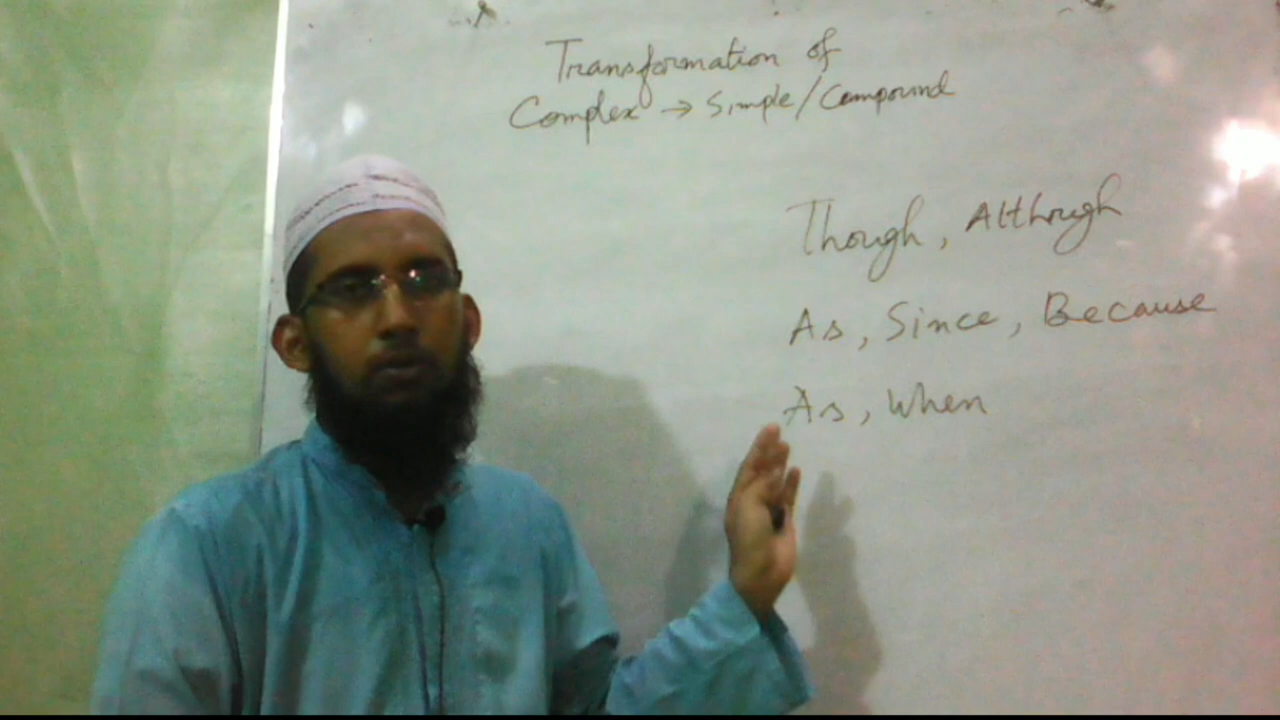 Transformation of
Complex → Simple/Compound
Though, Although
As, Since, Because
As, When